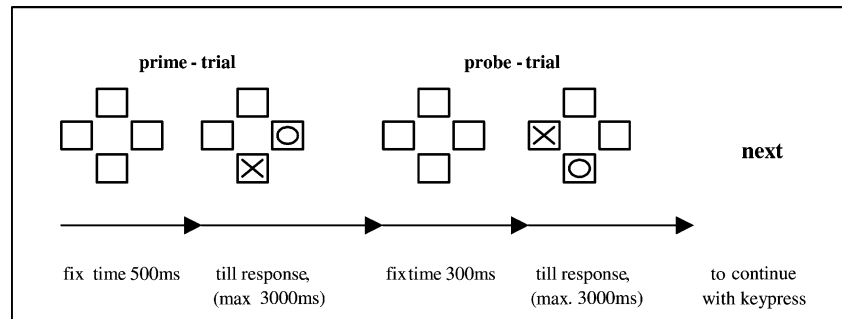 prime - trial
probe - trial
next
fix time 500ms
till response,
(max 3000ms)
fixtime 300ms
till response,
(max. 3000ms)
to continue
with keypress